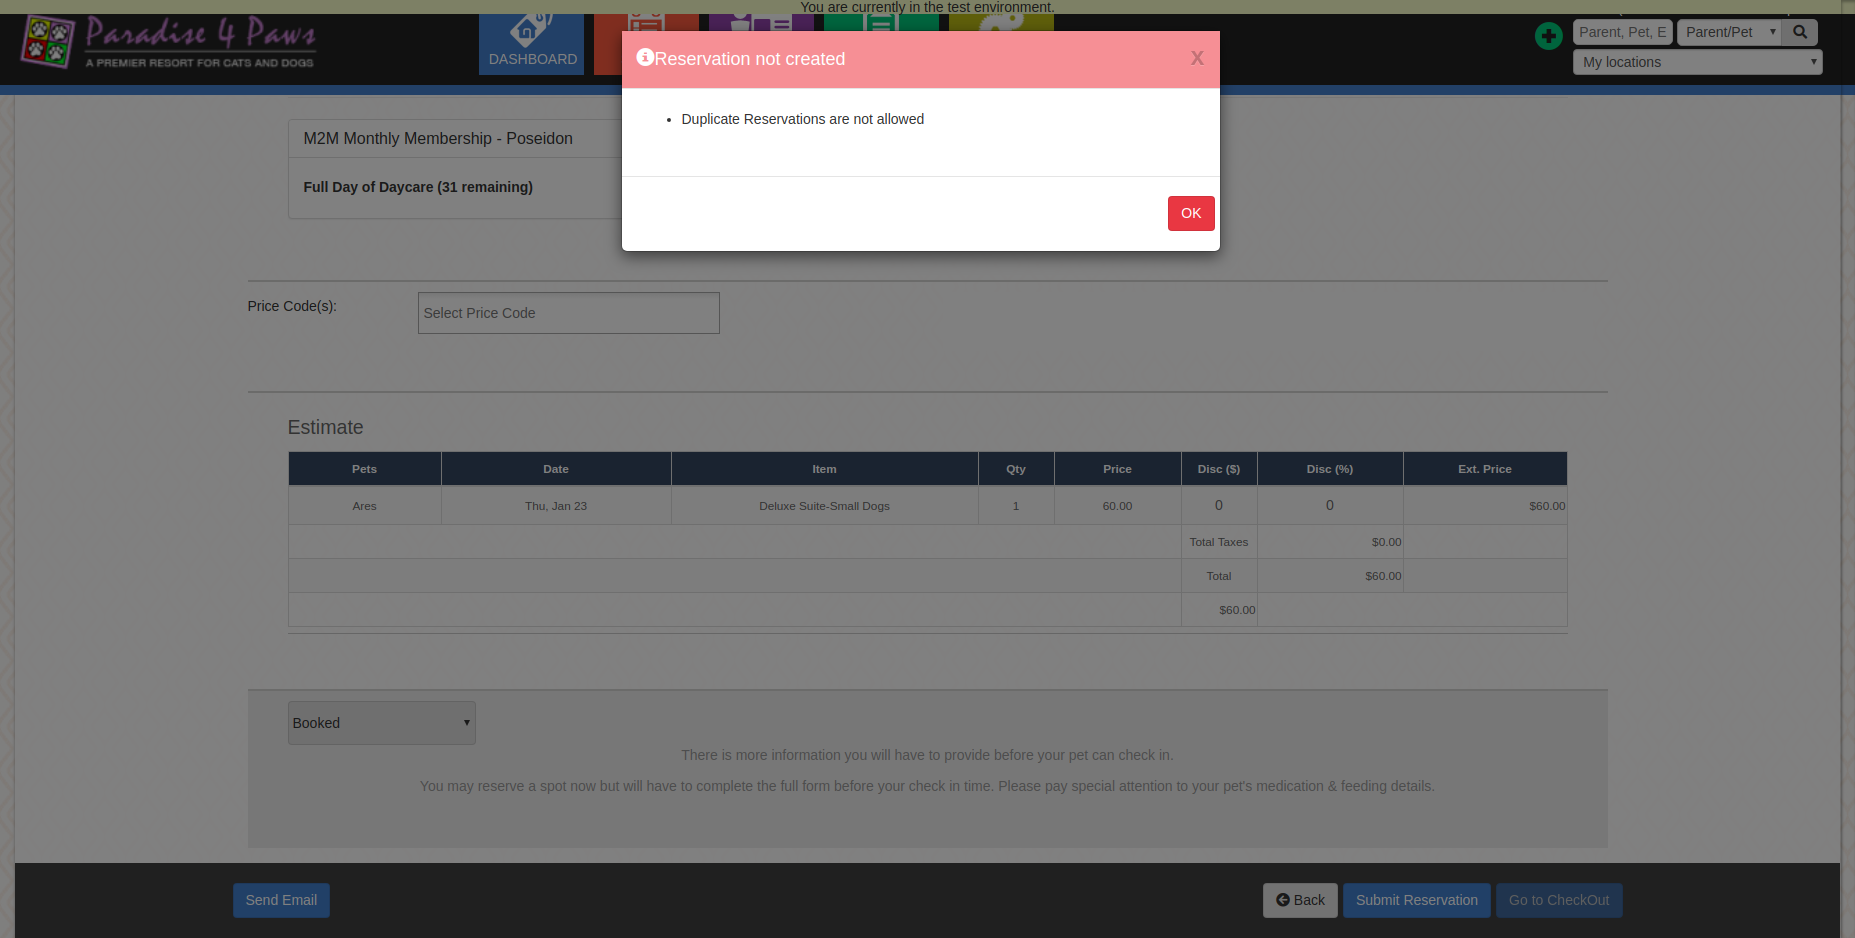 You are currently in the test environment.
Paradise 4 Paws
A PREMIER RESORT FOR CATS AND DOGS
DASHBOARD
Parent, Pet, E
Parent/Pet
My locations
Reservation not created
X
Duplicate Reservations are not allowed
OK
M2M Monthly Membership - Poseidon
Full Day of Daycare (31 remaining)
Price Code(s):
Select Price Code
Estimate
Pets Date Item Qty Price Disc ($) Disc (%) Ext. Price
Ares Thu, Jan 23 Deluxe Suite-Small Dogs 1 60.00 0 0 $60.00
Total Taxes $0.00
Total $60.00
$60.00
Booked
There is more information you will have to provide before your pet can check in.
You may reserve a spot now but will have to complete the full form before your check in time. Please pay special attention to your pet's medication & feeding details.
Send Email
Back
Submit Reservation
Go to CheckOut